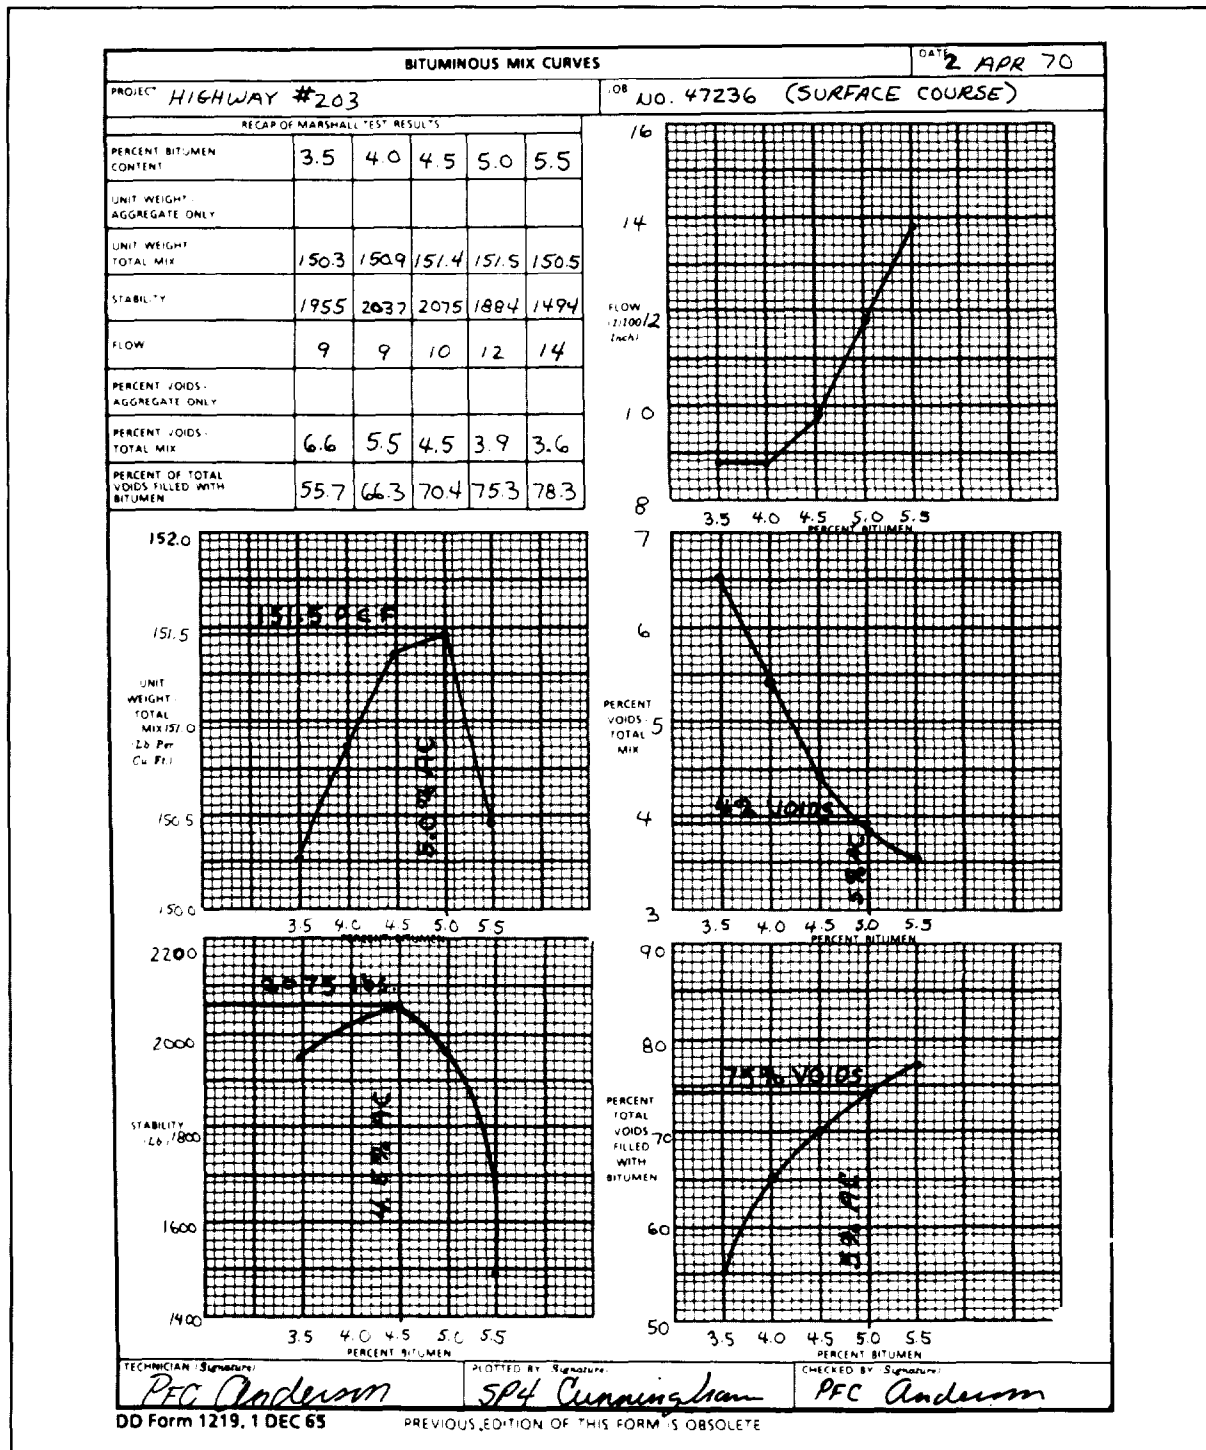 BITUMINOUS MIX CURVES
DATE 2 APR 70
PROJECT HIGHWAY #203
JOB NO. 47236 (SURFACE COURSE)
RECAP OF MARSHALL TEST RESULTS
PERCENT BITUMEN CONTENT 3.5 4.0 4.5 5.0 5.5
UNIT WEIGHT - AGGREGATE ONLY
UNIT WEIGHT TOTAL MIX 150.3 150.9 151.4 151.5 150.5
STABILITY 1955 2037 2075 1884 1494
FLOW 9 9 10 12 14
PERCENT VOIDS - AGGREGATE ONLY
PERCENT VOIDS - TOTAL MIX 6.6 5.5 4.5 3.9 3.6
PERCENT OF TOTAL VOIDS FILLED WITH BITUMEN 55.7 66.3 70.4 75.3 78.3
16
14
FLOW (1/100 Inch) 12
10
8
3.5 4.0 4.5 5.0 5.5
PERCENT BITUMEN
152.0
151.5 PCF
151.5
UNIT WEIGHT - TOTAL MIX 151.0
(Lb Per Cu Ft)
5.0% AC
150.5
150.0
3.5 4.0 4.5 5.0 5.5
PERCENT BITUMEN
7
6
PERCENT VOIDS - TOTAL MIX 5
4% VOIDS
4
5% AC
3
3.5 4.0 4.5 5.0 5.5
PERCENT BITUMEN
2200
2075 lbs.
2000
STABILITY (Lb) 1800
4.5% AC
1600
1400
3.5 4.0 4.5 5.0 5.5
PERCENT BITUMEN
90
80
75% VOIDS
PERCENT TOTAL VOIDS FILLED WITH BITUMEN 70
5% AC
60
50
3.5 4.0 4.5 5.0 5.5
PERCENT BITUMEN
TECHNICIAN (Signature) PFC Anderson
PLOTTED BY (Signature) SP4 Cunningham
CHECKED BY (Signature) PFC Anderson
DD Form 1219, 1 DEC 65 PREVIOUS EDITION OF THIS FORM IS OBSOLETE